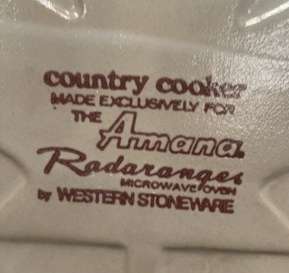 country cooker
MADE EXCLUSIVELY FOR
THE Amana.
Radaranges
MICROWAVE OVEN
by WESTERN STONEWARE